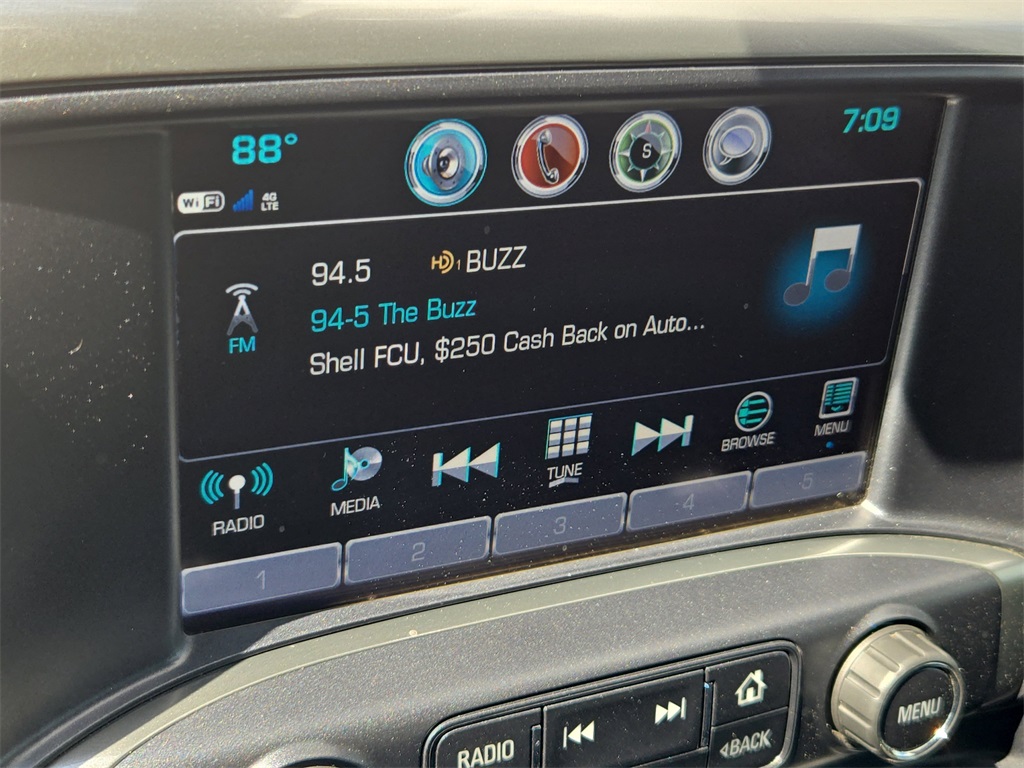 88°
S
7:09
WiFi
4G
LTE
94.5
HD1 BUZZ
94-5 The Buzz
Shell FCU, $250 Cash Back on Auto...
FM
RADIO
MEDIA
TUNE
BROWSE
MENU
1
2
3
4
5
RADIO
BACK
MENU